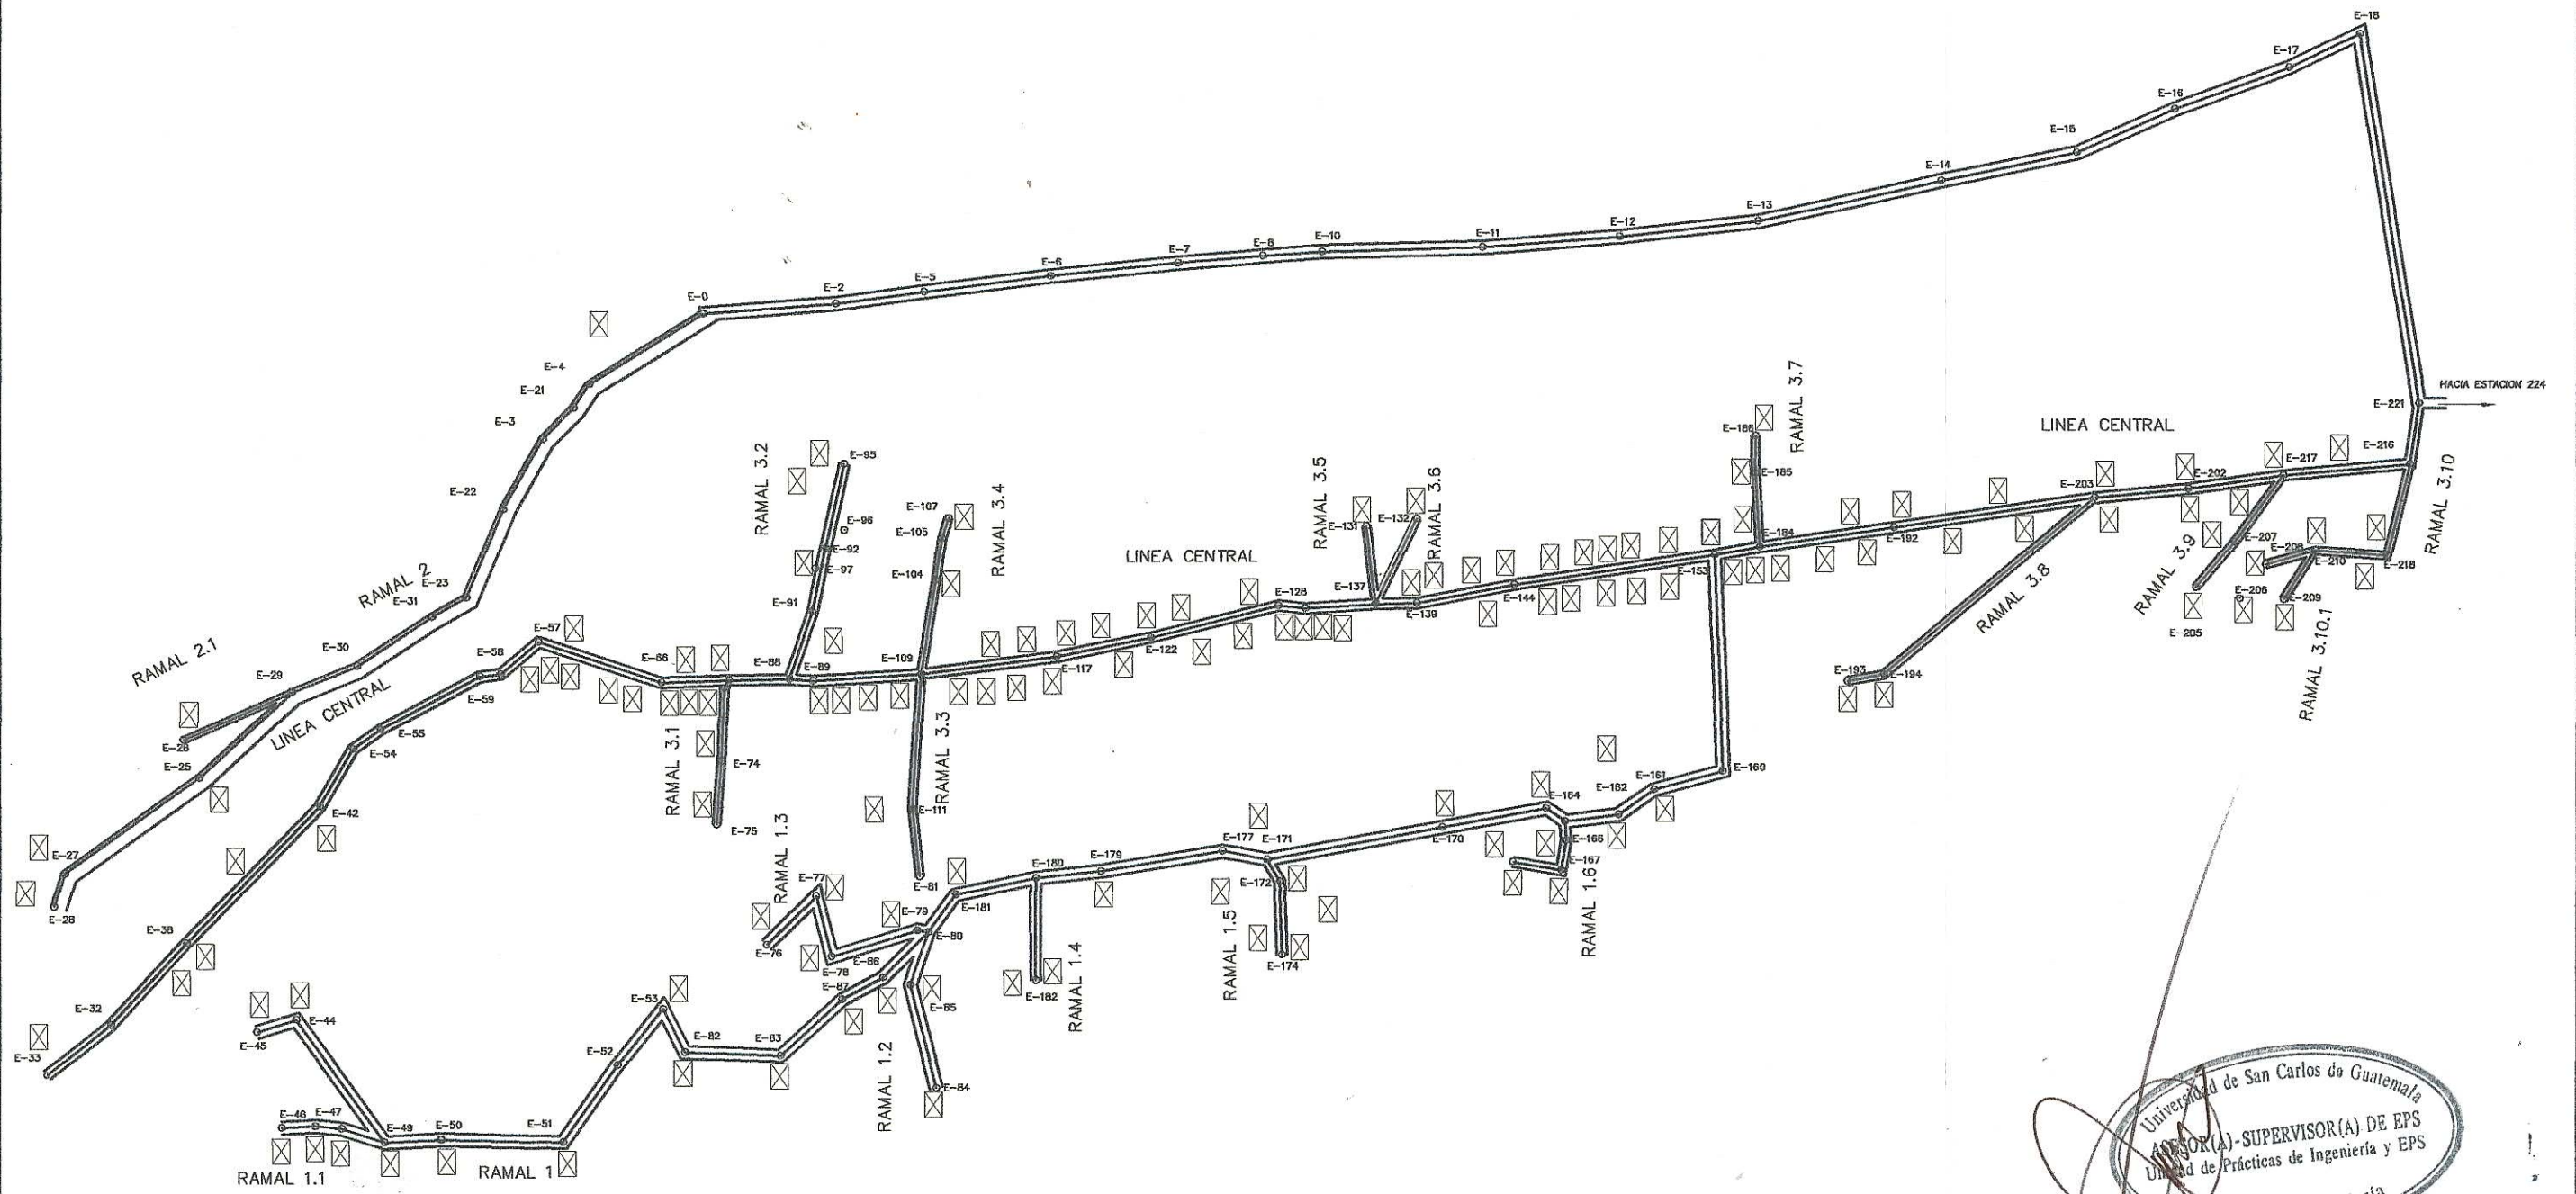 E-18
E-17
E-16
E-15
E-14
E-13
E-12
E-11
E-10
E-8
E-7
E-6
E-5
E-2
E-0
E-4
E-21
E-3
E-22
E-23
E-31
RAMAL 2
E-30
E-29
RAMAL 2.1
E-25
LINEA CENTRAL
E-27
E-28
HACIA ESTACION 224
E-221
E-216
E-217
LINEA CENTRAL
E-202
E-203
RAMAL 3.10
E-218
E-210
E-209
RAMAL 3.10.1
E-207
E-206
E-205
RAMAL 3.9
RAMAL 3.8
E-194
E-193
E-192
E-184
E-185
E-186
RAMAL 3.7
E-153
E-144
E-139
E-137
E-132
RAMAL 3.6
E-131
RAMAL 3.5
E-128
LINEA CENTRAL
E-122
E-117
E-109
E-104
E-105
E-107
RAMAL 3.4
RAMAL 3.3
E-111
E-81
E-89
E-88
E-91
E-97
E-92
E-96
E-95
RAMAL 3.2
RAMAL 3.1
E-74
E-75
E-57
E-59
E-55
E-54
E-42
E-38
E-32
E-33
E-160
E-161
E-162
E-164
E-167
RAMAL 1.6
E-170
E-171
E-172
E-174
RAMAL 1.5
E-177
E-179
E-180
E-182
RAMAL 1.4
E-181
E-80
E-79
E-77
E-76
E-78
RAMAL 1.3
E-86
E-87
E-84
RAMAL 1.2
E-83
E-82
E-53
E-52
E-51
E-50
E-49
E-44
E-45
E-46
E-47
RAMAL 1.1
RAMAL 1
Universidad de San Carlos de Guatemala
ASESOR(A)-SUPERVISOR(A) DE EPS
Unidad de Prácticas de Ingeniería y EPS